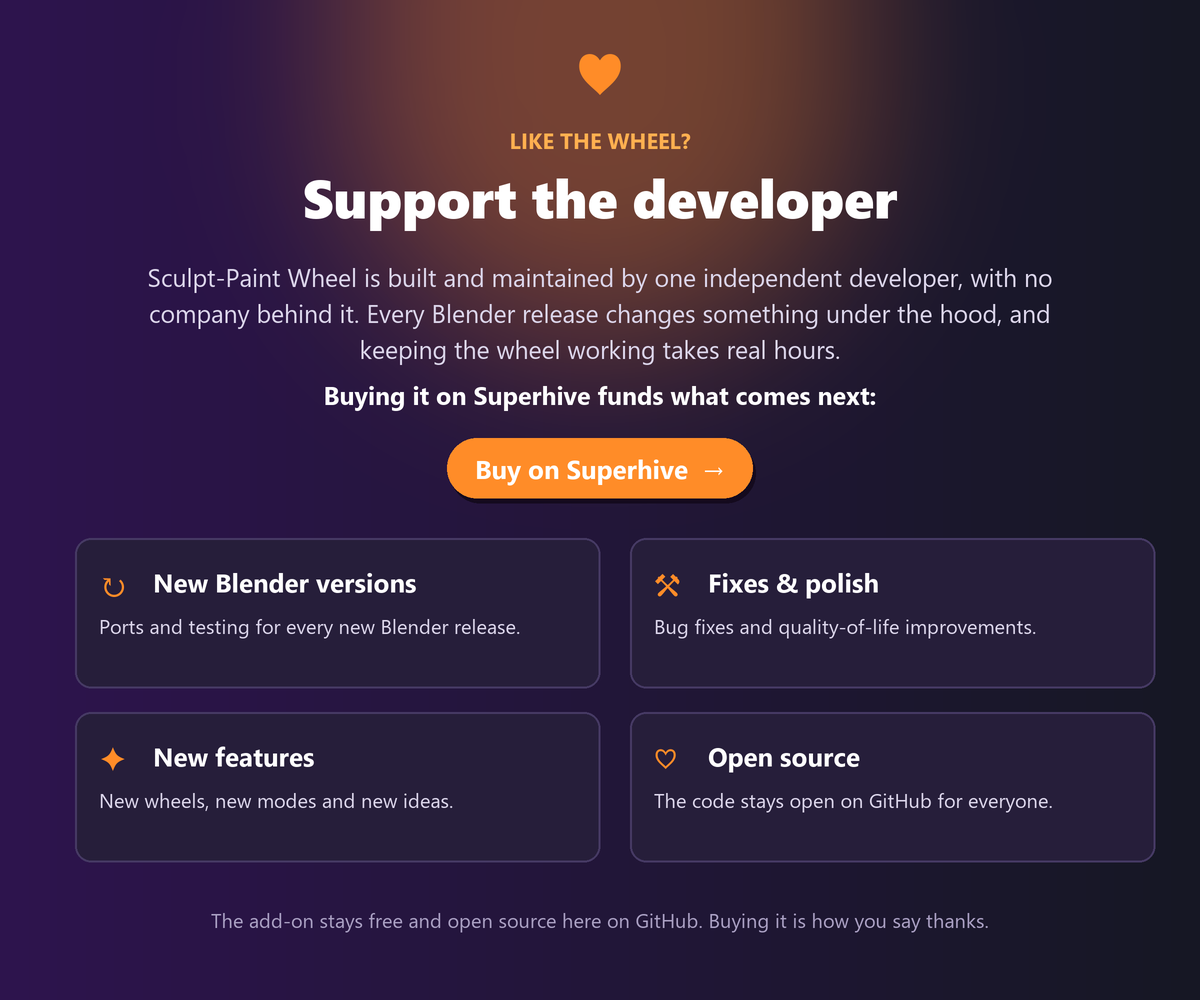 LIKE THE WHEEL?
Support the developer
Sculpt-Paint Wheel is built and maintained by one independent developer, with no
company behind it. Every Blender release changes something under the hood, and
keeping the wheel working takes real hours.
Buying it on Superhive funds what comes next:
Buy on Superhive →
New Blender versions
Ports and testing for every new Blender release.
Fixes & polish
Bug fixes and quality-of-life improvements.
New features
New wheels, new modes and new ideas.
Open source
The code stays open on GitHub for everyone.
The add-on stays free and open source here on GitHub. Buying it is how you say thanks.